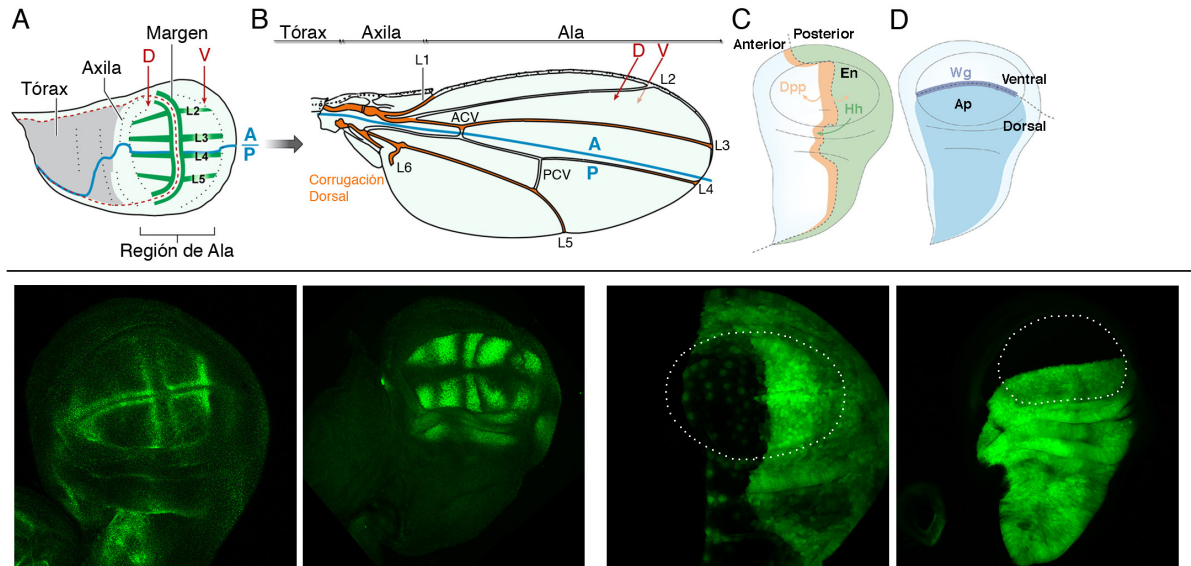 A
Margen
D
V
Axila
Tórax
L2
L3
L4
L5
A
P
Región de Ala
B
Tórax
Axila
Ala
D
V
L1
L2
ACV
A
P
L3
L4
L6
PCV
Corrugación
Dorsal
L5
C
Posterior
Anterior
En
Dpp
Hh
D
Wg
Ventral
Ap
Dorsal